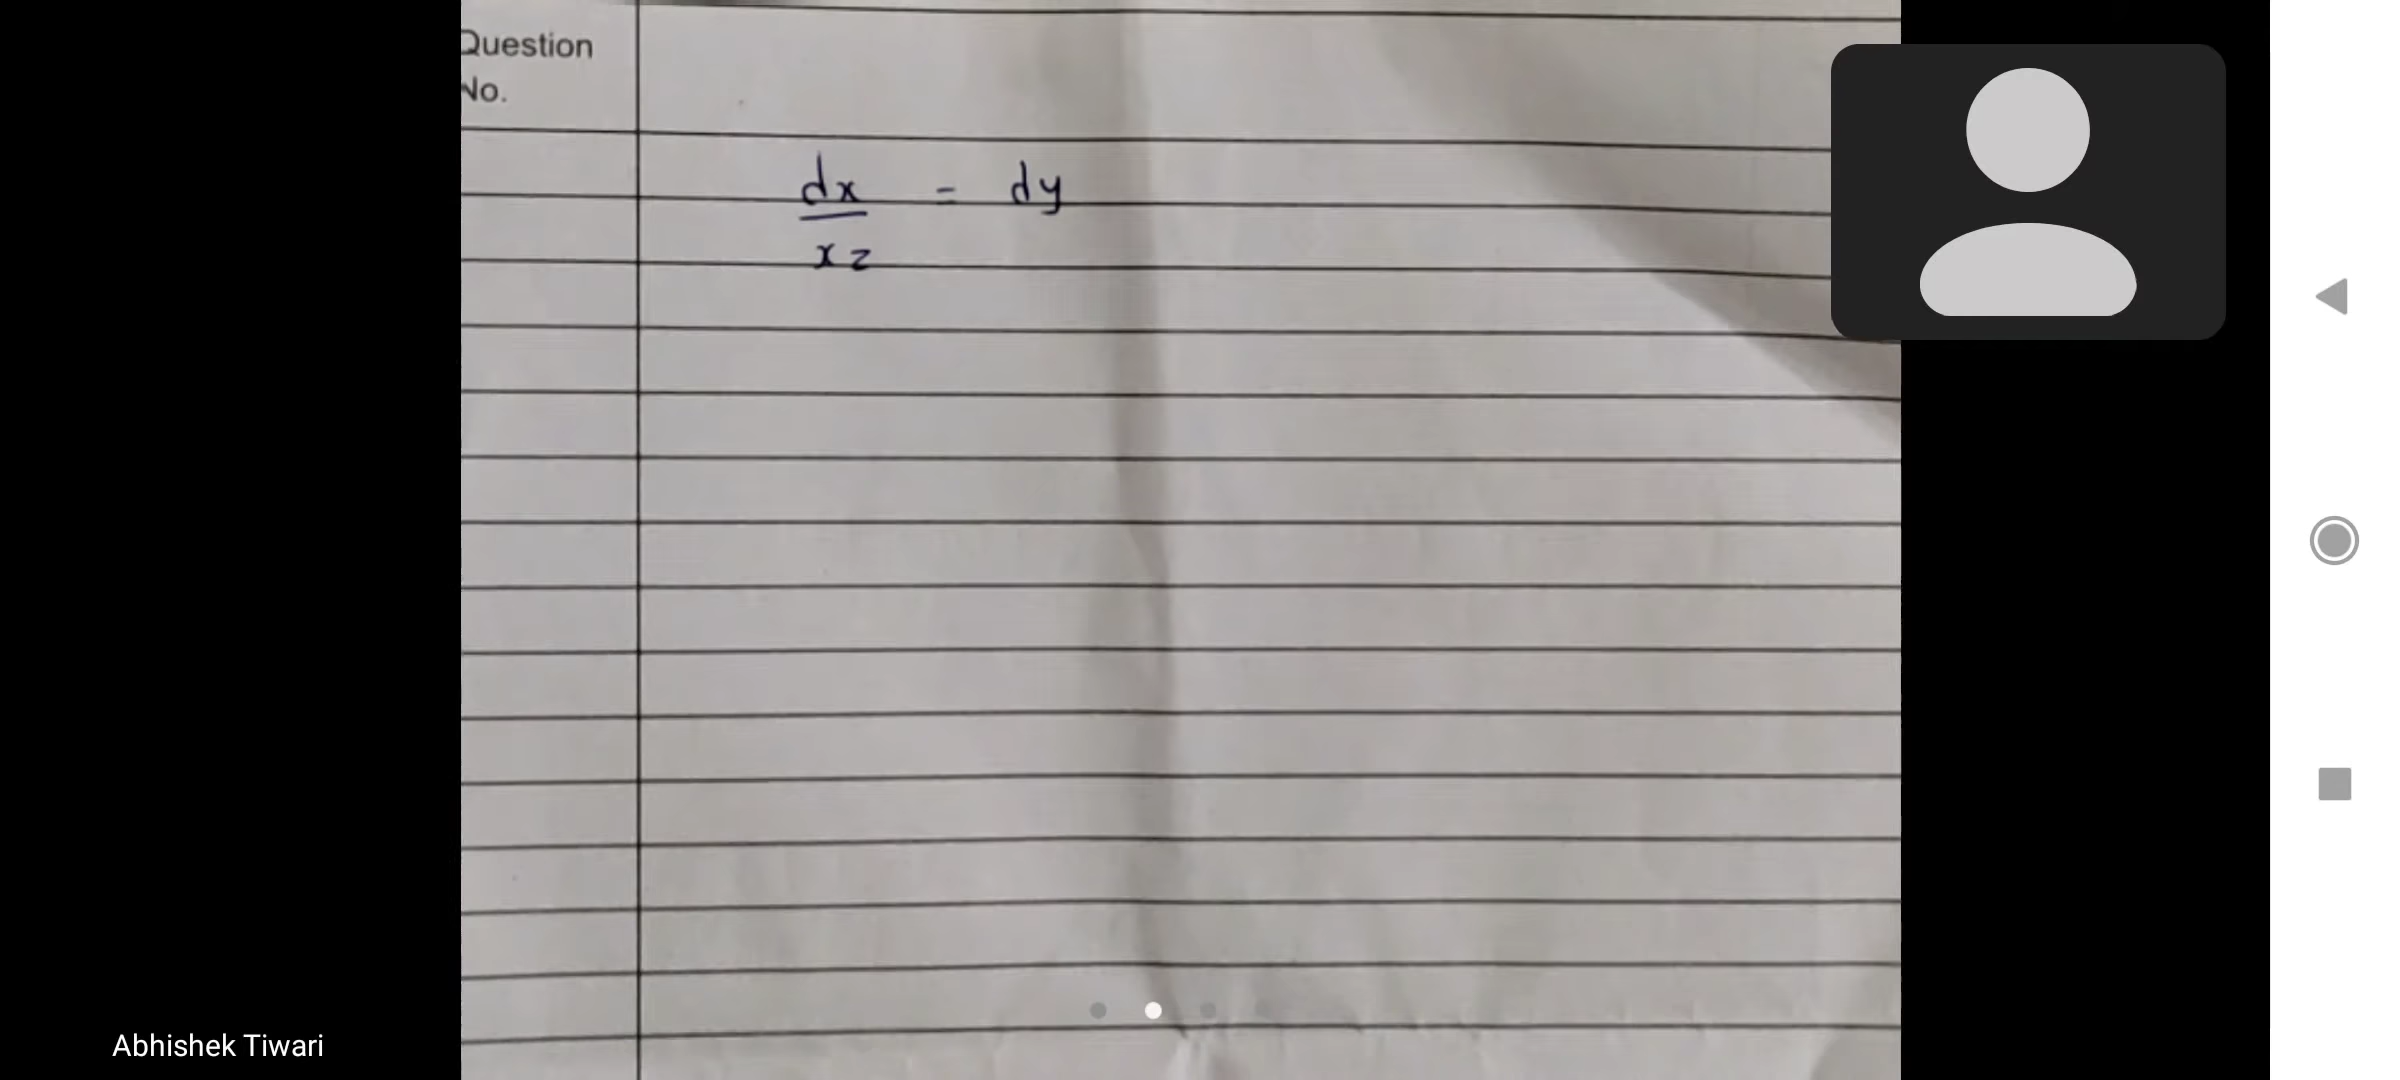 Question
No.
dx = dy
xz
Abhishek Tiwari